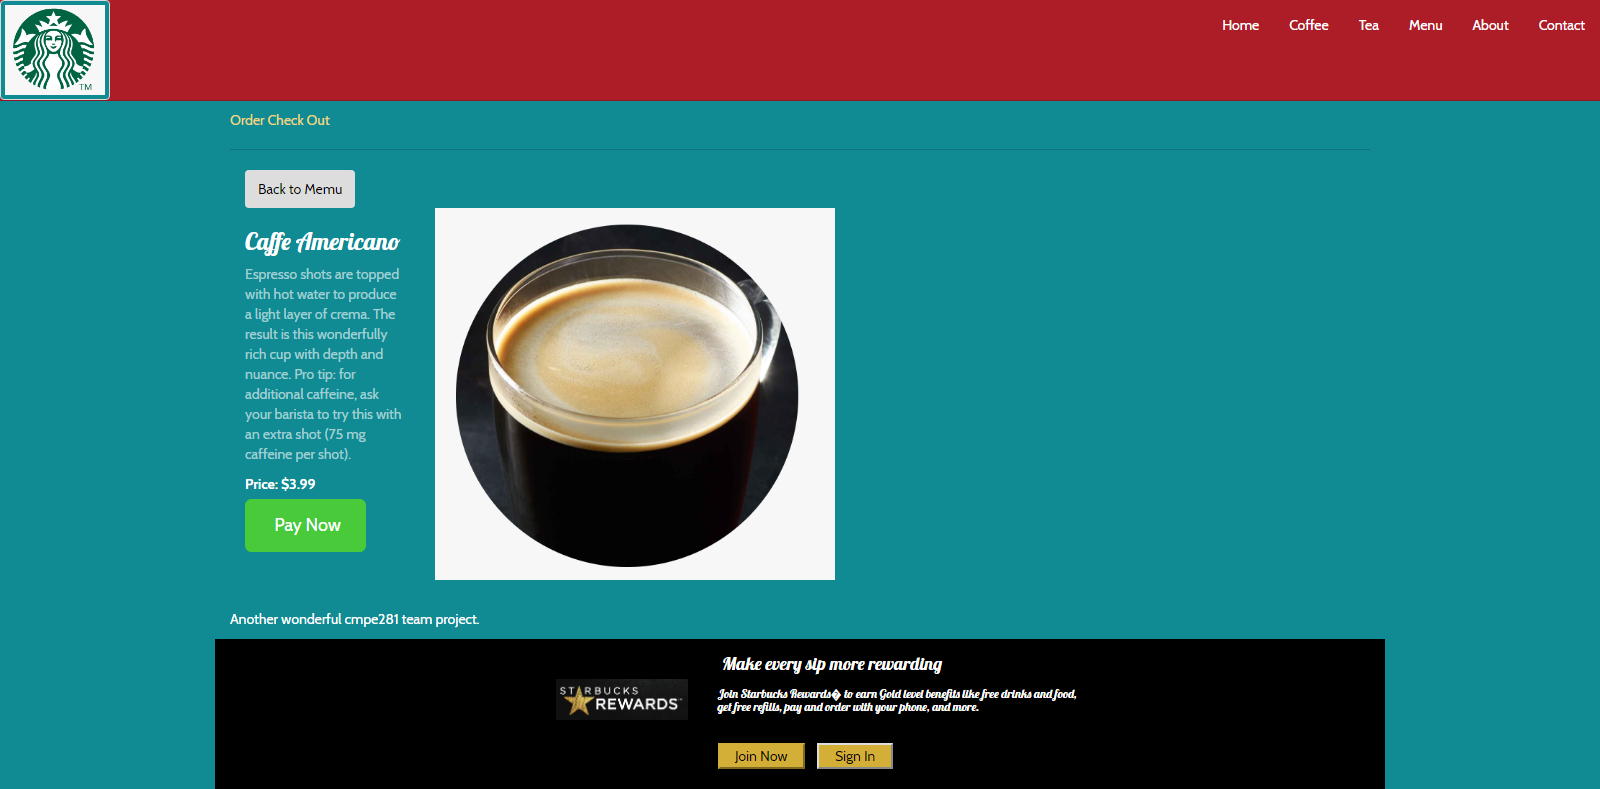 Home Coffee Tea Menu About Contact
TM
Order Check Out
Back to Memu
Caffe Americano
Espresso shots are topped
with hot water to produce
a light layer of crema. The
result is this wonderfully
rich cup with depth and
nuance. Pro tip: for
additional caffeine, ask
your barista to try this with
an extra shot (75 mg
caffeine per shot).
Price: $3.99
Pay Now
Another wonderful cmpe281 team project.
Make every sip more rewarding
STARBUCKS
REWARDS™
Join Starbucks Rewards� to earn Gold level benefits like free drinks and food,
get free refills, pay and order with your phone, and more.
Join Now Sign In